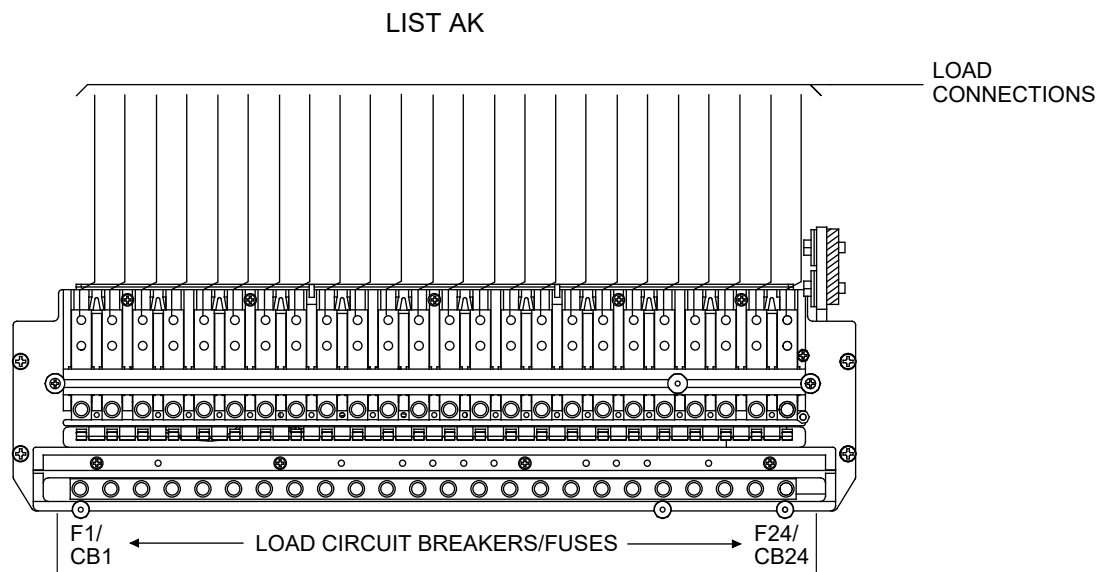 LIST AK
LOAD
CONNECTIONS
F1/
CB1
LOAD CIRCUIT BREAKERS/FUSES
F24/
CB24